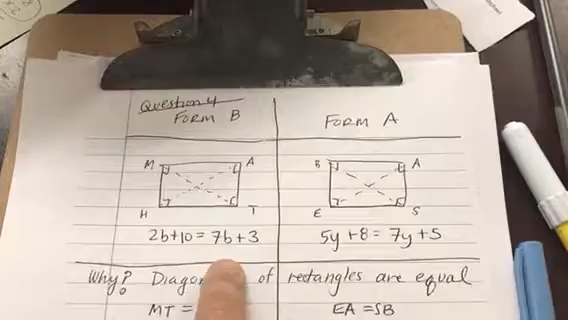 Question 4
FORM B
FORM A
M A
H T
B A
E S
2b+10=7b+3
5y+8=7y+5
Why? of rectangles are equal
MT =
EA=SB